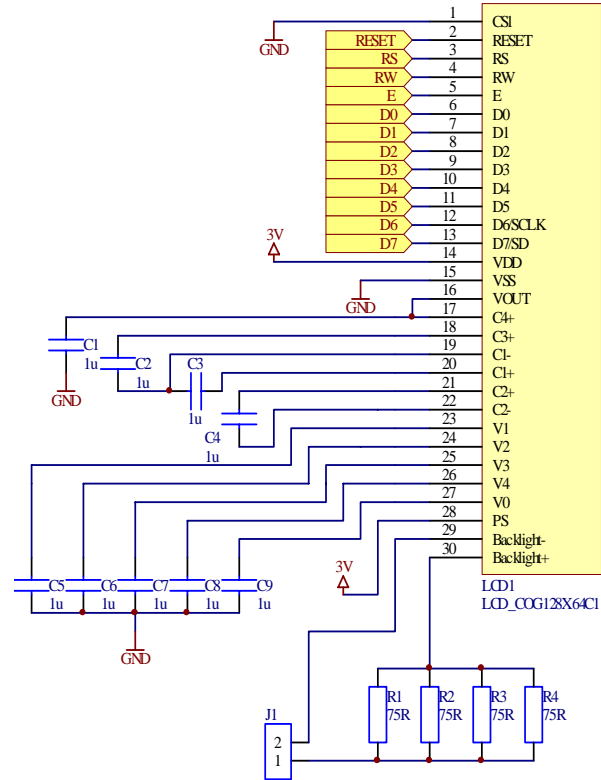 1 CS1
GND
RESET 2 RESET
RS 3 RS
RW 4 RW
E 5 E
D0 6 D0
D1 7 D1
D2 8 D2
D3 9 D3
D4 10 D4
D5 11 D5
D6 12 D6/SCLK
D7 13 D7/SD
3V
14 VDD
15 VSS
GND
16 VOUT
17 C4+
18 C3+
19 C1-
20 C1+
21 C2+
22 C2-
23 V1
24 V2
25 V3
26 V4
27 V0
28 PS
29 Backlight-
30 Backlight+
C1
1u
GND
C2
1u
C3
1u
C4
1u
C5
1u
C6
1u
C7
1u
C8
1u
C9
1u
GND
3V
LCD1
LCD_COG128X64C1
R1
75R
R2
75R
R3
75R
R4
75R
J1
2
1